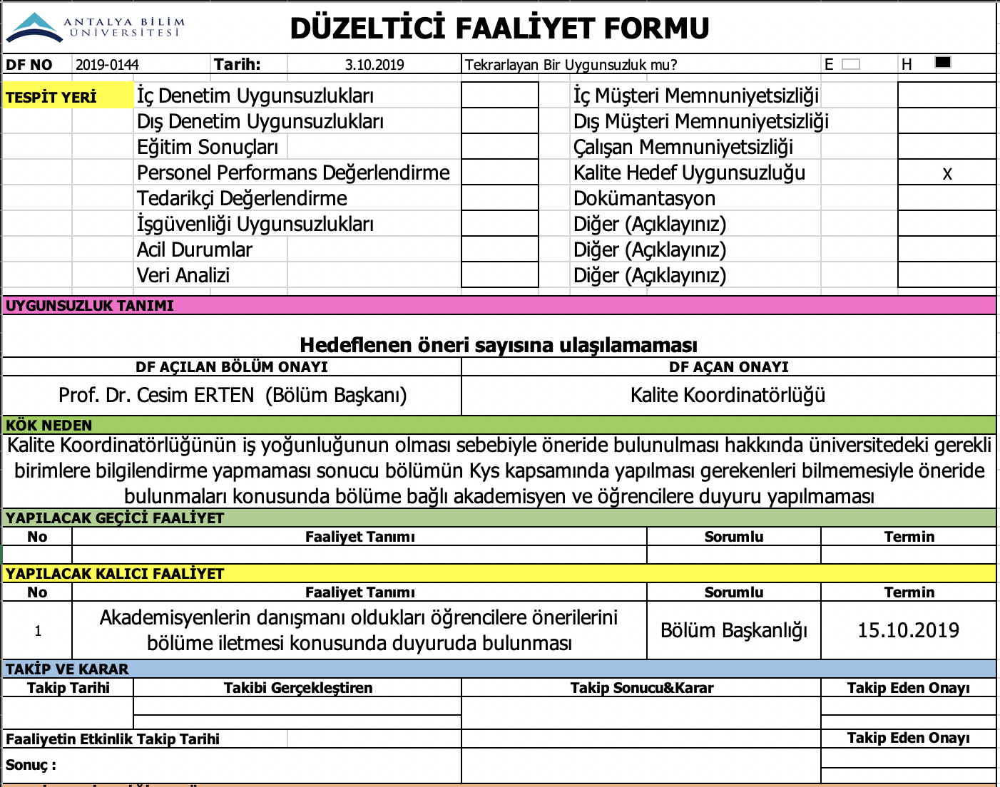 ANTALYA BİLİM
ÜNİVERSİTESİ
DÜZELTİCİ FAALİYET FORMU
DF NO 2019-0144 Tarih: 3.10.2019 Tekrarlayan Bir Uygunsuzluk mu? E H
TESPİT YERİ İç Denetim Uygunsuzlukları İç Müşteri Memnuniyetsizliği
Dış Denetim Uygunsuzlukları Dış Müşteri Memnuniyetsizliği
Eğitim Sonuçları Çalışan Memnuniyetsizliği
Personel Performans Değerlendirme Kalite Hedef Uygunsuzluğu X
Tedarikçi Değerlendirme Dokümantasyon
İşgüvenliği Uygunsuzlukları Diğer (Açıklayınız)
Acil Durumlar Diğer (Açıklayınız)
Veri Analizi Diğer (Açıklayınız)
UYGUNSUZLUK TANIMI
Hedeflenen öneri sayısına ulaşılamaması
DF AÇILAN BÖLÜM ONAYI DF AÇAN ONAYI
Prof. Dr. Cesim ERTEN (Bölüm Başkanı) Kalite Koordinatörlüğü
KÖK NEDEN
Kalite Koordinatörlüğünün iş yoğunluğunun olması sebebiyle öneride bulunulması hakkında üniversitedeki gerekli
birimlere bilgilendirme yapmaması sonucu bölümün Kys kapsamında yapılması gerekenleri bilmemesiyle öneride
bulunmaları konusunda bölüme bağlı akademisyen ve öğrencilere duyuru yapılmaması
YAPILACAK GEÇİCİ FAALİYET
No Faaliyet Tanımı Sorumlu Termin
YAPILACAK KALICI FAALİYET
No Faaliyet Tanımı Sorumlu Termin
1 Akademisyenlerin danışmanı oldukları öğrencilere önerilerini
bölüme iletmesi konusunda duyuruda bulunması Bölüm Başkanlığı 15.10.2019
TAKİP VE KARAR
Takip Tarihi Takibi Gerçekleştiren Takip Sonucu&Karar Takip Eden Onayı
Faaliyetin Etkinlik Takip Tarihi Takip Eden Onayı
Sonuç :